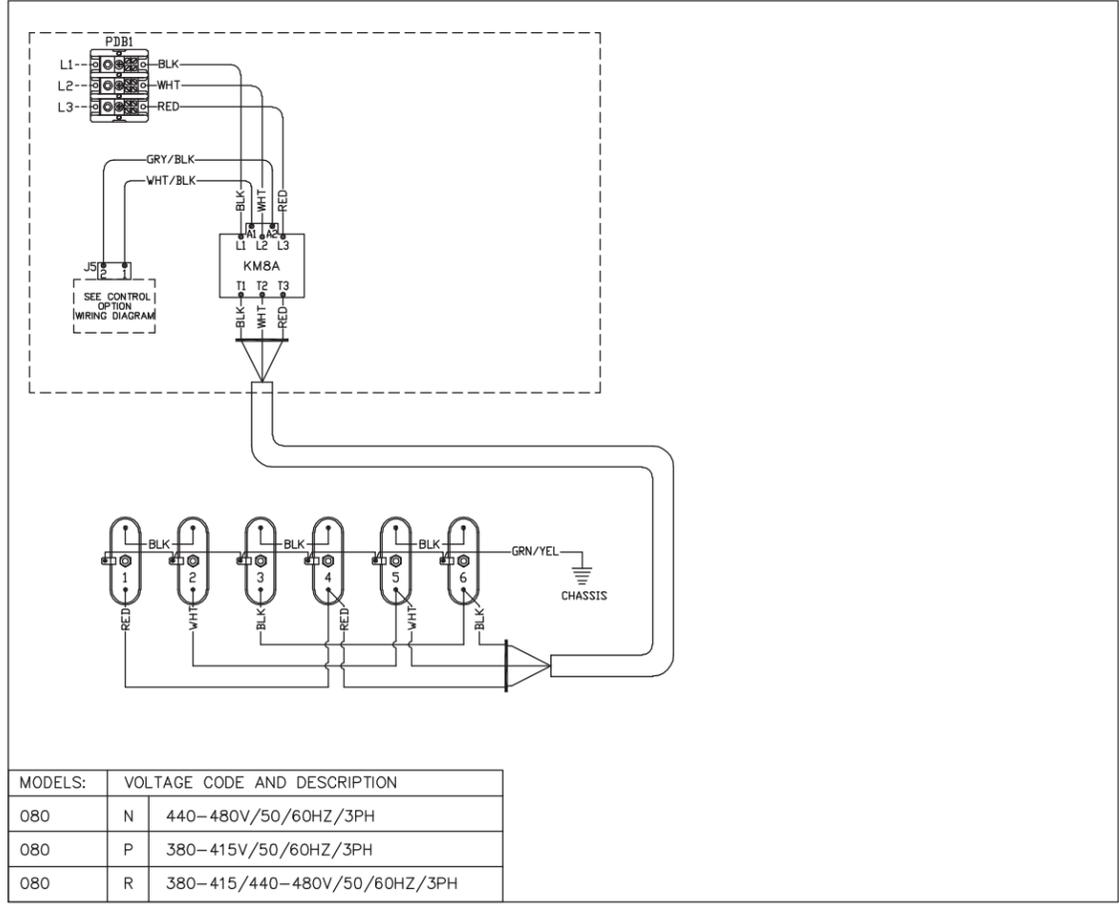 PDB1
L1 BLK
L2 WHT
L3 RED
GRY/BLK
WHT/BLK
BLK WHT RED
A1 A2
L1 L2 L3
KM8A
T1 T2 T3
BLK WHT RED
J5 2 1
SEE CONTROL
OPTION
WIRING DIAGRAM
BLK BLK BLK
GRN/YEL
1 2 3 4 5 6
CHASSIS
RED WHT BLK RED WHT BLK
MODELS: VOLTAGE CODE AND DESCRIPTION
080 N 440-480V/50/60HZ/3PH
080 P 380-415V/50/60HZ/3PH
080 R 380-415/440-480V/50/60HZ/3PH